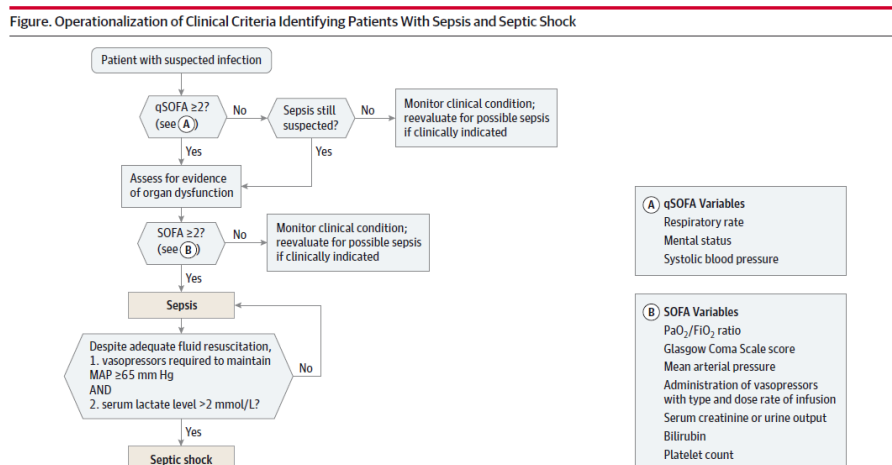 Figure. Operationalization of Clinical Criteria Identifying Patients With Sepsis and Septic Shock
Patient with suspected infection
qSOFA ≥2?
(see A)
No
Sepsis still
suspected?
No
Monitor clinical condition;
reevaluate for possible sepsis
if clinically indicated
Yes
Yes
Assess for evidence
of organ dysfunction
SOFA ≥2?
(see B)
No
Monitor clinical condition;
reevaluate for possible sepsis
if clinically indicated
Yes
Sepsis
Despite adequate fluid resuscitation,
1. vasopressors required to maintain
MAP ≥65 mm Hg
AND
2. serum lactate level >2 mmol/L?
No
Yes
Septic shock
A qSOFA Variables
Respiratory rate
Mental status
Systolic blood pressure
B SOFA Variables
PaO₂/FiO₂ ratio
Glasgow Coma Scale score
Mean arterial pressure
Administration of vasopressors
with type and dose rate of infusion
Serum creatinine or urine output
Bilirubin
Platelet count